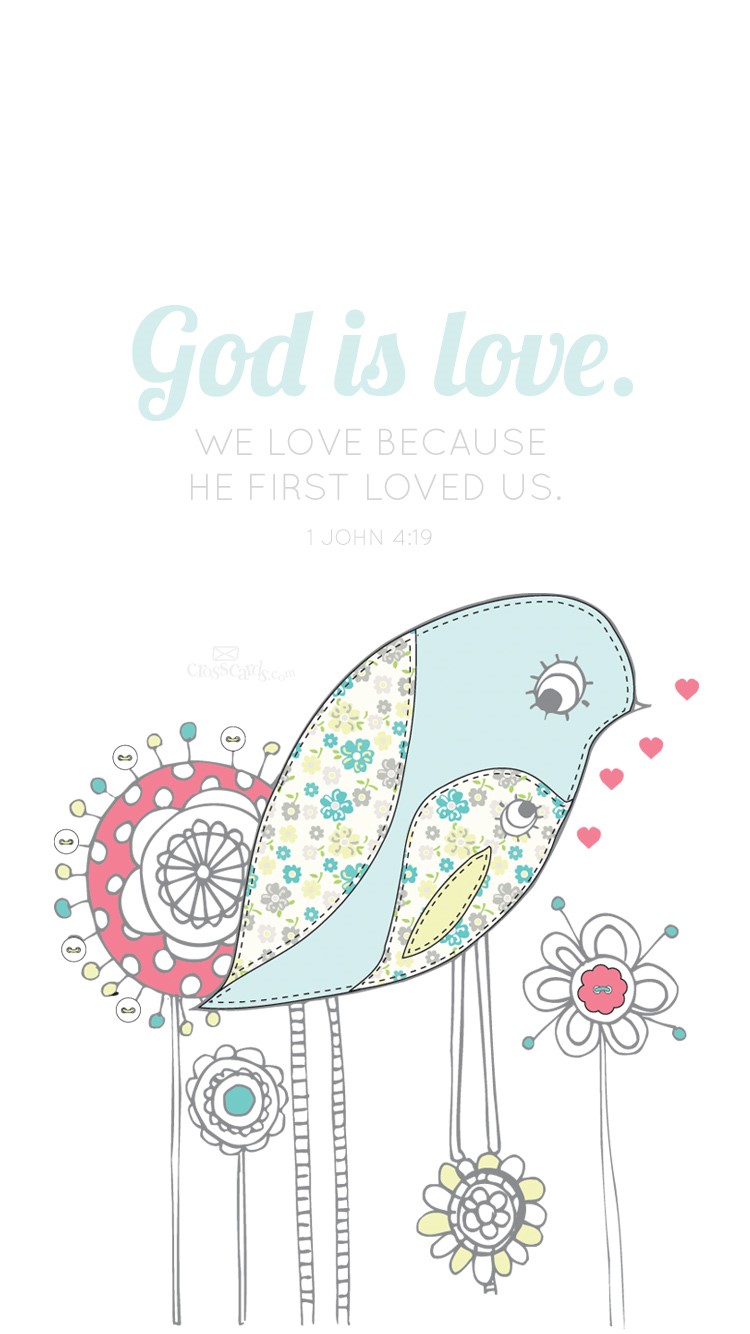 God is love.
WE LOVE BECAUSE
HE FIRST LOVED US.
1 JOHN 4:19
crosscards.com